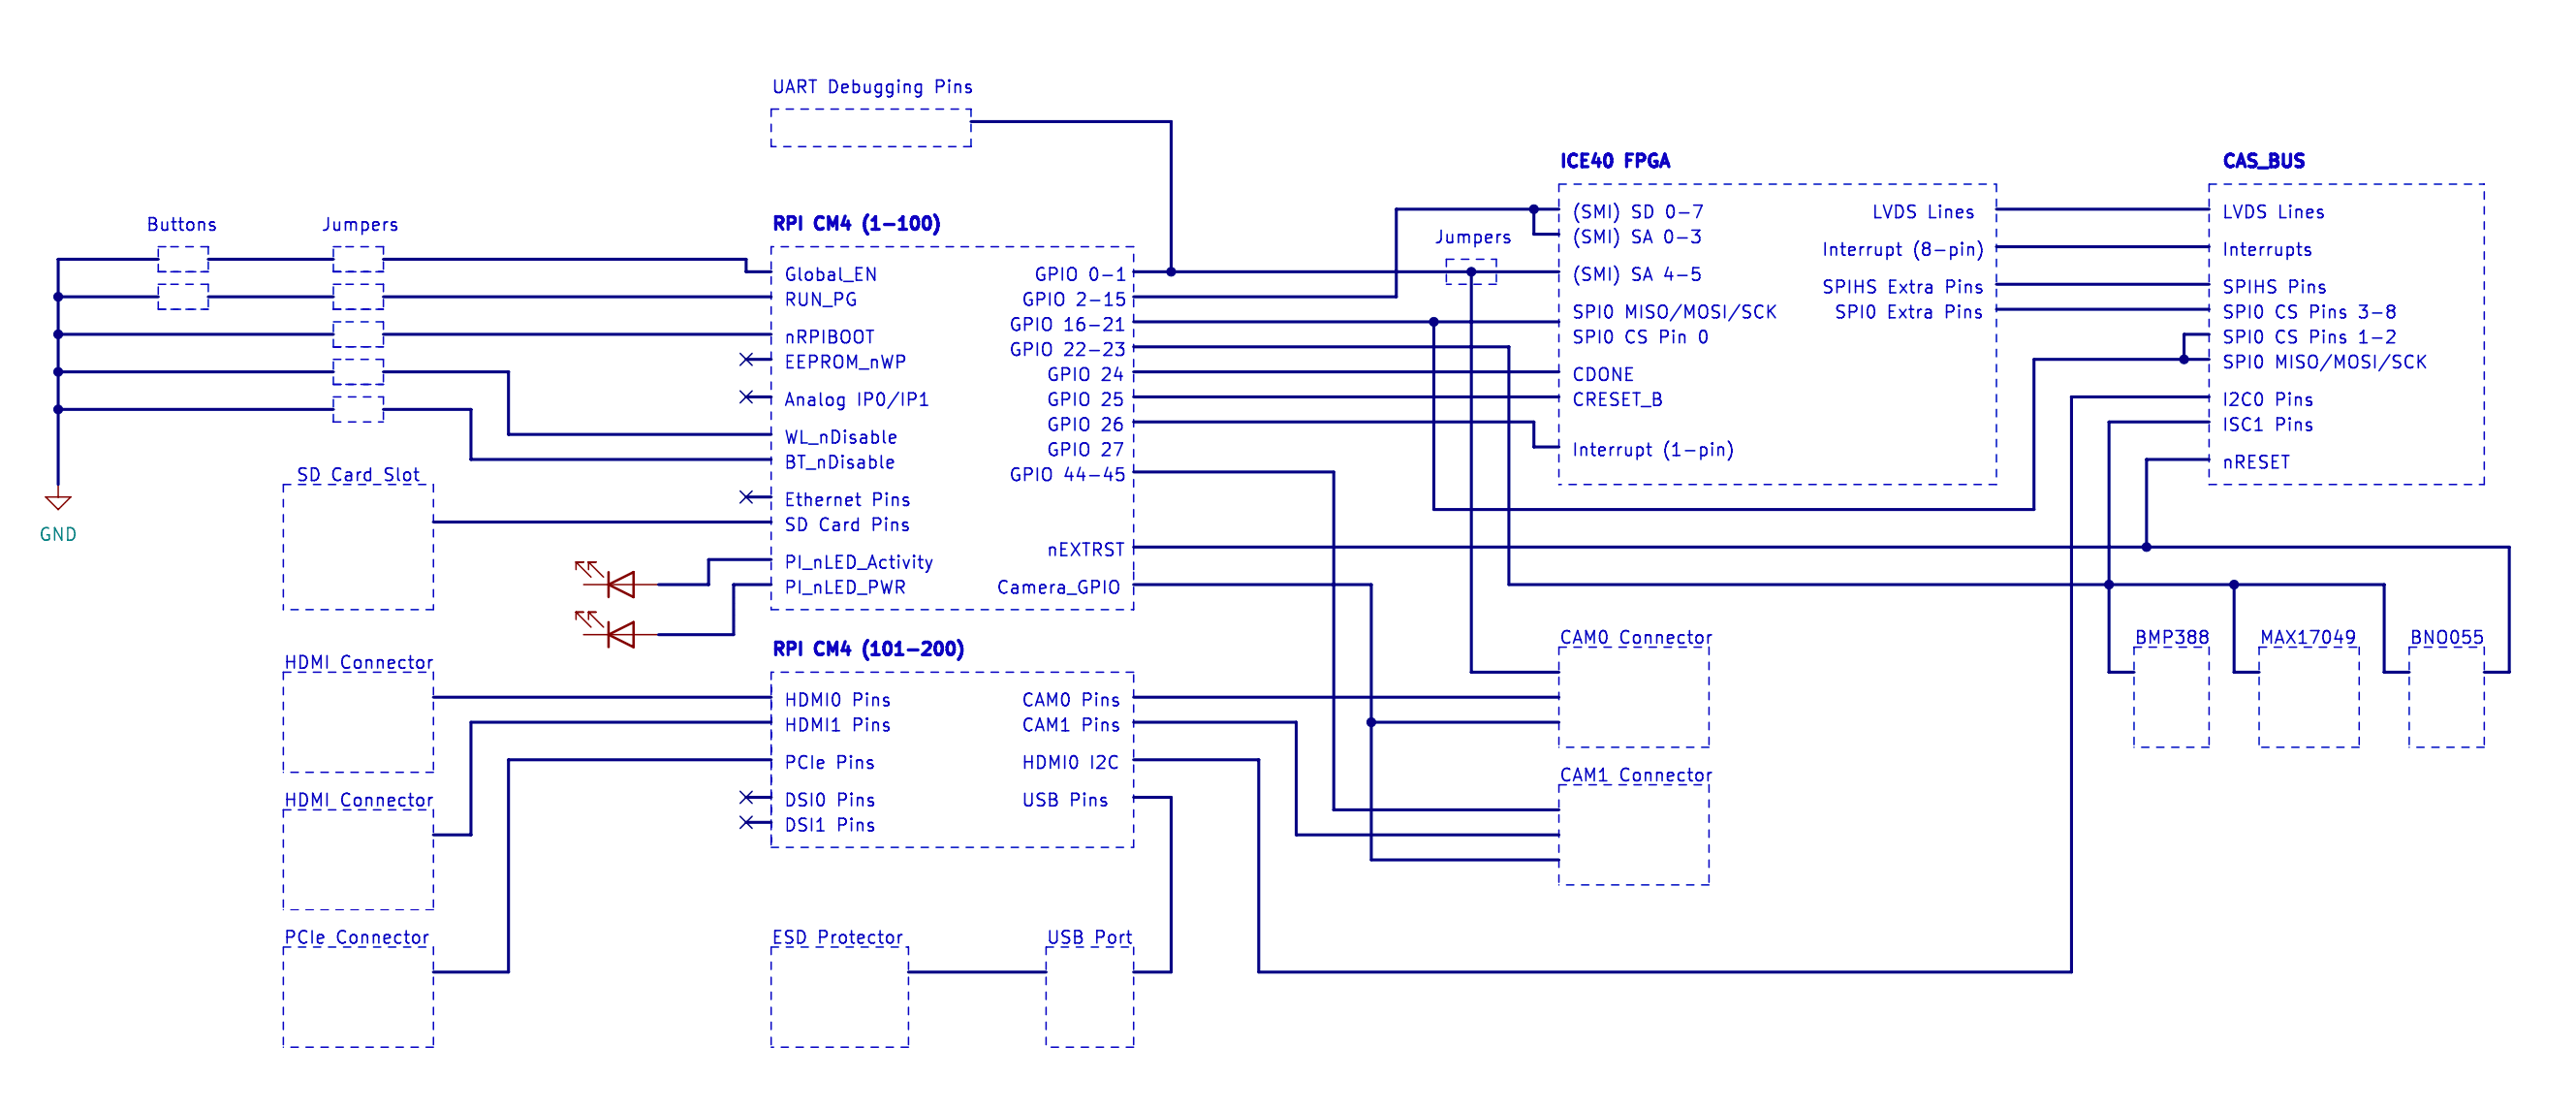 UART Debugging Pins
Buttons
Jumpers
GND
SD Card Slot
HDMI Connector
HDMI Connector
PCIe Connector
RPI CM4 (1-100)
Global_EN
RUN_PG
nRPIBOOT
EEPROM_nWP
Analog IP0/IP1
WL_nDisable
BT_nDisable
Ethernet Pins
SD Card Pins
PI_nLED_Activity
PI_nLED_PWR
GPIO 0-1
GPIO 2-15
GPIO 16-21
GPIO 22-23
GPIO 24
GPIO 25
GPIO 26
GPIO 27
GPIO 44-45
nEXTRST
Camera_GPIO
RPI CM4 (101-200)
HDMI0 Pins
HDMI1 Pins
PCIe Pins
DSI0 Pins
DSI1 Pins
CAM0 Pins
CAM1 Pins
HDMI0 I2C
USB Pins
ESD Protector
USB Port
Jumpers
ICE40 FPGA
(SMI) SD 0-7
(SMI) SA 0-3
(SMI) SA 4-5
SPI0 MISO/MOSI/SCK
SPI0 CS Pin 0
CDONE
CRESET_B
Interrupt (1-pin)
LVDS Lines
Interrupt (8-pin)
SPIHS Extra Pins
SPI0 Extra Pins
CAM0 Connector
CAM1 Connector
CAS_BUS
LVDS Lines
Interrupts
SPIHS Pins
SPI0 CS Pins 3-8
SPI0 CS Pins 1-2
SPI0 MISO/MOSI/SCK
I2C0 Pins
ISC1 Pins
nRESET
BMP388
MAX17049
BNO055